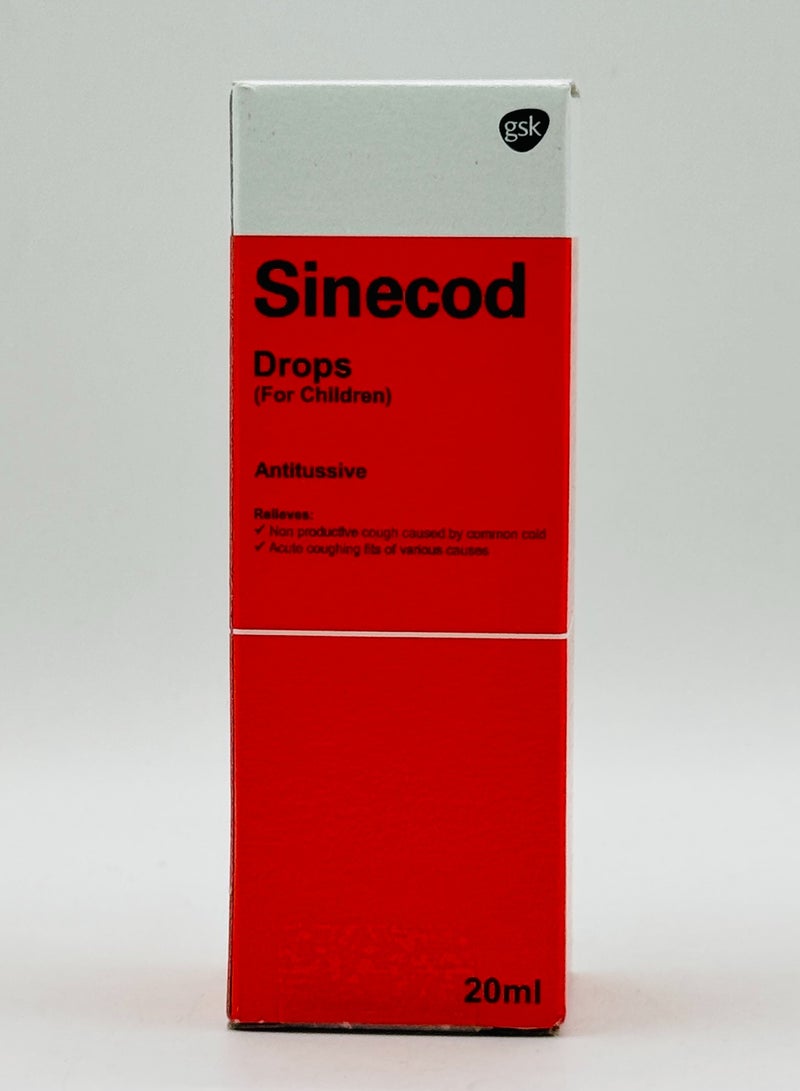 gsk
Sinecod
Drops
(For Children)
Antitussive
Relieves:
✓ Non productive cough caused by common cold
✓ Acute coughing fits of various causes
20ml